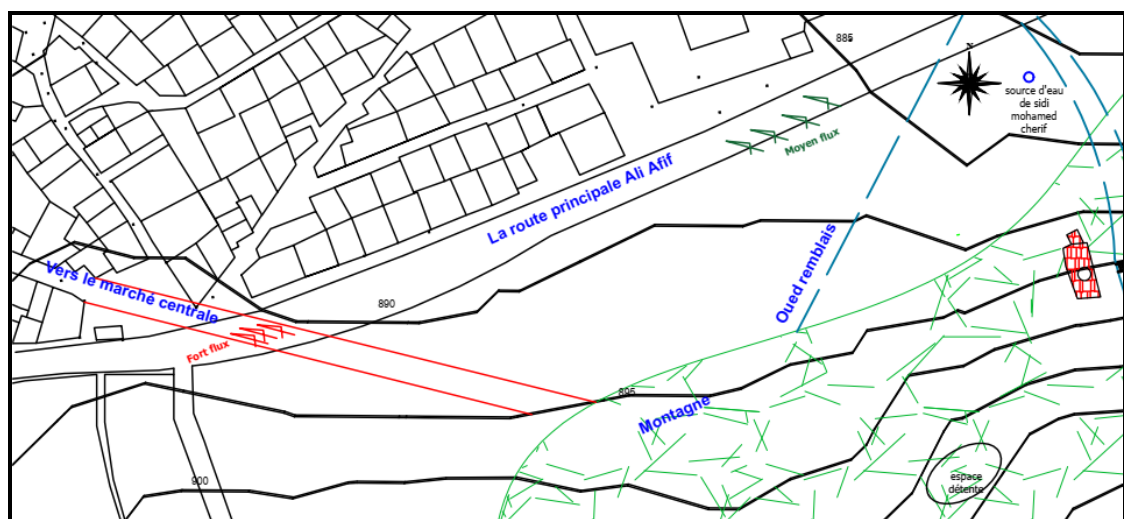 885
N
source d'eau
de sidi
mohamed
cherif
Moyen flux
La route principale Ali Afif
Oued remblais
Vers le marché centrale
890
Fort flux
895
Montagne
900
espace
détente